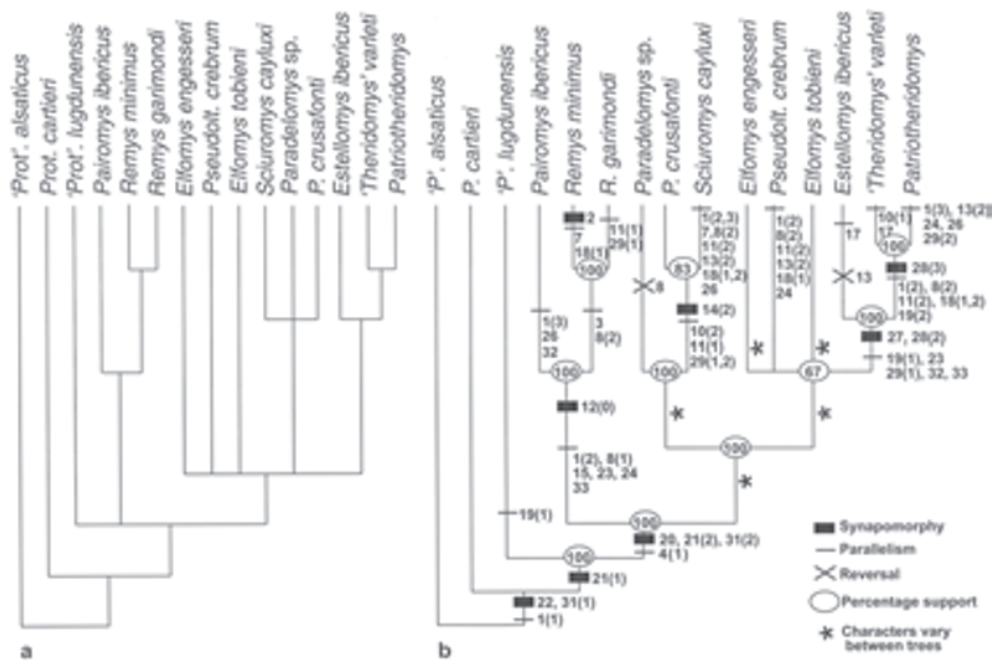 'Prot'. alsaticus
Prot. cartieri
'Prot'. lugdunensis
Pairomys ibericus
Remys minimus
Remys garimondi
Elfomys engesseri
Pseudolt. crebrum
Elfomys tobieni
Sciuromys cayluxi
Paradelomys sp.
P. crusafonti
Estellomys ibericus
'Theridomys' varleti
Patriotheridomys
a
'P'. alsaticus
P. cartieri
'P'. lugdunensis
Pairomys ibericus
Remys minimus
R. garimondi
Paradelomys sp.
P. crusafonti
Sciuromys cayluxi
Elfomys engesseri
Pseudolt. crebrum
Elfomys tobieni
Estellomys ibericus
'Theridomys' varleti
Patriotheridomys
2
7
18(1)
100
11(1)
29(1)
8
83
1(2,3)
7,8(2)
11(2)
13(2)
18(1,2)
26
14(2)
10(2)
11(1)
29(1,2)
1(2)
8(2)
11(2)
13(2)
18(1)
24
17
13
10(1)
17
100
1(3), 13(2)
24, 26
29(2)
28(3)
1(2), 8(2)
11(2), 18(1,2)
19(2)
100
27, 28(2)
19(1), 23
29(1), 32, 33
1(3)
26
32
3
8(2)
100
100
67
12(0)
1(2), 8(1)
15, 23, 24
33
100
19(1)
100
20, 21(2), 31(2)
4(1)
100
21(1)
22, 31(1)
1(1)
Synapomorphy
Parallelism
Reversal
Percentage support
* Characters vary
between trees
b